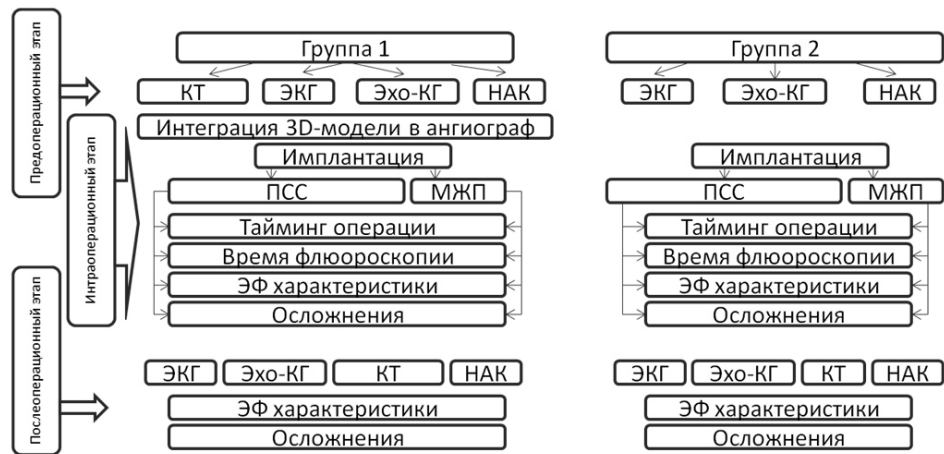 Предоперационный этап
Группа 1
КТ
ЭКГ
Эхо-КГ
НАК
Группа 2
ЭКГ
Эхо-КГ
НАК
Интраоперационный этап
Интеграция 3D-модели в ангиограф
Имплантация
ПСС
МЖП
Тайминг операции
Время флюороскопии
ЭФ характеристики
Осложнения
Имплантация
ПСС
МЖП
Тайминг операции
Время флюороскопии
ЭФ характеристики
Осложнения
Послеоперационный этап
ЭКГ
Эхо-КГ
КТ
НАК
ЭФ характеристики
Осложнения
ЭКГ
Эхо-КГ
КТ
НАК
ЭФ характеристики
Осложнения